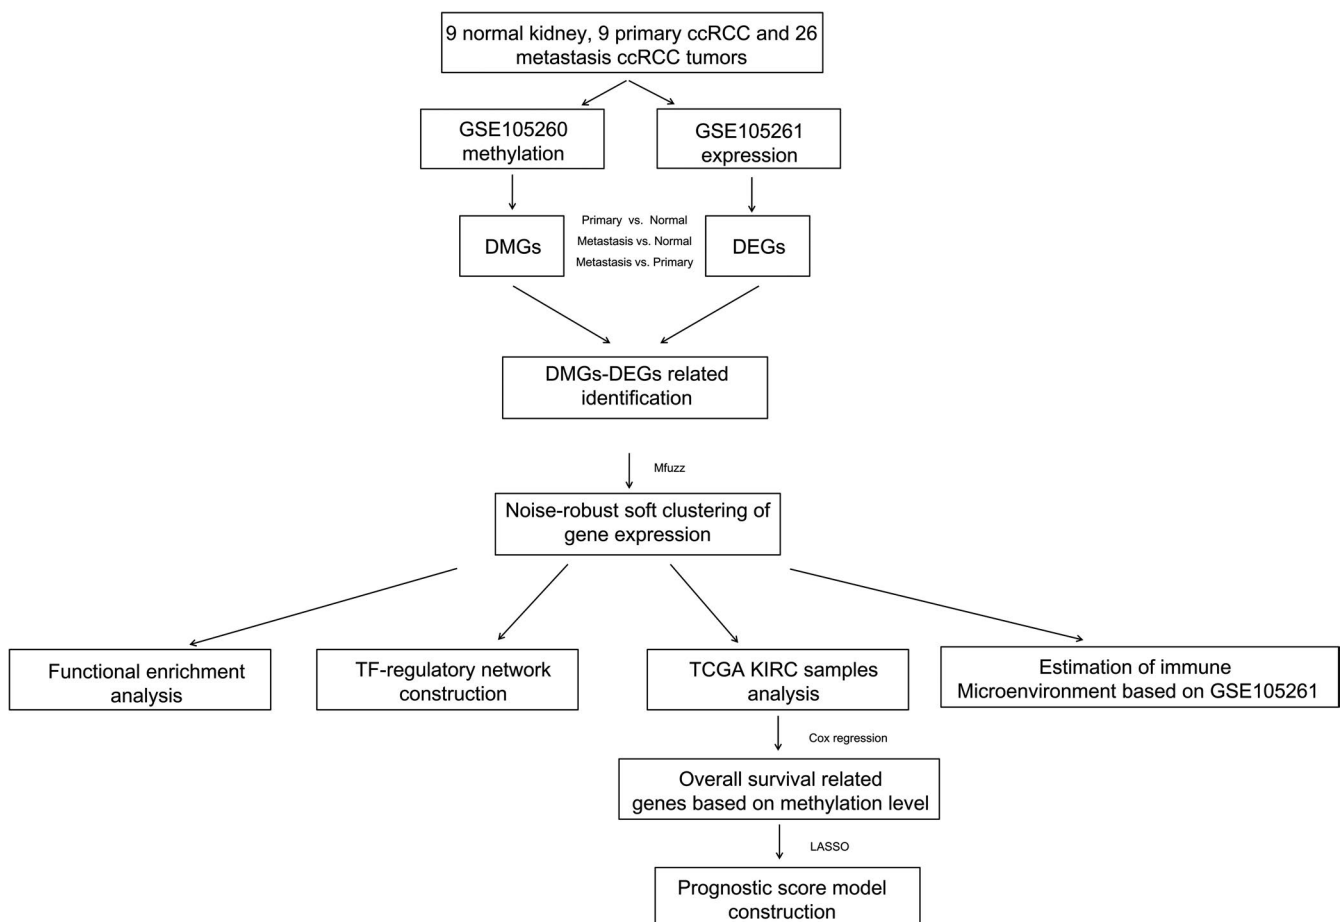 9 normal kidney, 9 primary ccRCC and 26
metastasis ccRCC tumors
GSE105260
methylation
GSE105261
expression
DMGs
Primary vs. Normal
Metastasis vs. Normal
Metastasis vs. Primary
DEGs
DMGs-DEGs related
identification
Mfuzz
Noise-robust soft clustering of
gene expression
Functional enrichment
analysis
TF-regulatory network
construction
TCGA KIRC samples
analysis
Estimation of immune
Microenvironment based on GSE105261
Cox regression
Overall survival related
genes based on methylation level
LASSO
Prognostic score model
construction